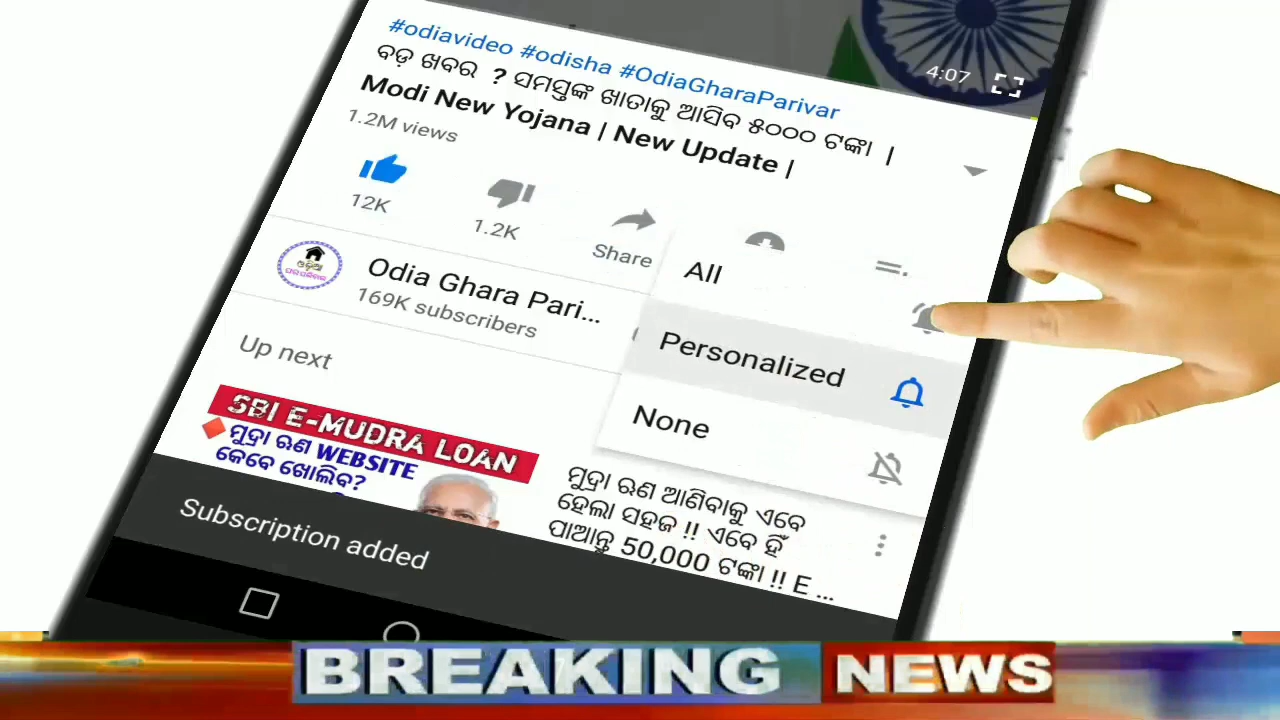 4:07
#odiavideo #odisha #OdiaGharaParivar
ବଡ଼ ଖବର ? ସମସ୍ତଙ୍କ ଖାତାକୁ ଆସିବ ୫୦୦୦ ଟଙ୍କା |
Modi New Yojana | New Update |
1.2M views
12K
1.2K
Share
All
Odia Ghara Pari...
169K subscribers
Personalized
Up next
None
SBI E-MUDRA LOAN
ମୁଦ୍ରା ଋଣ WEBSITE
କେବେ ଖୋଲିବ?
ମୁଦ୍ରା ଋଣ ଆଣିବାକୁ ଏବେ
ହେଲା ସହଜ !! ଏବେ ହିଁ
ପାଆନ୍ତୁ 50,000 ଟଙ୍କା !! E ...
Subscription added
BREAKING NEWS